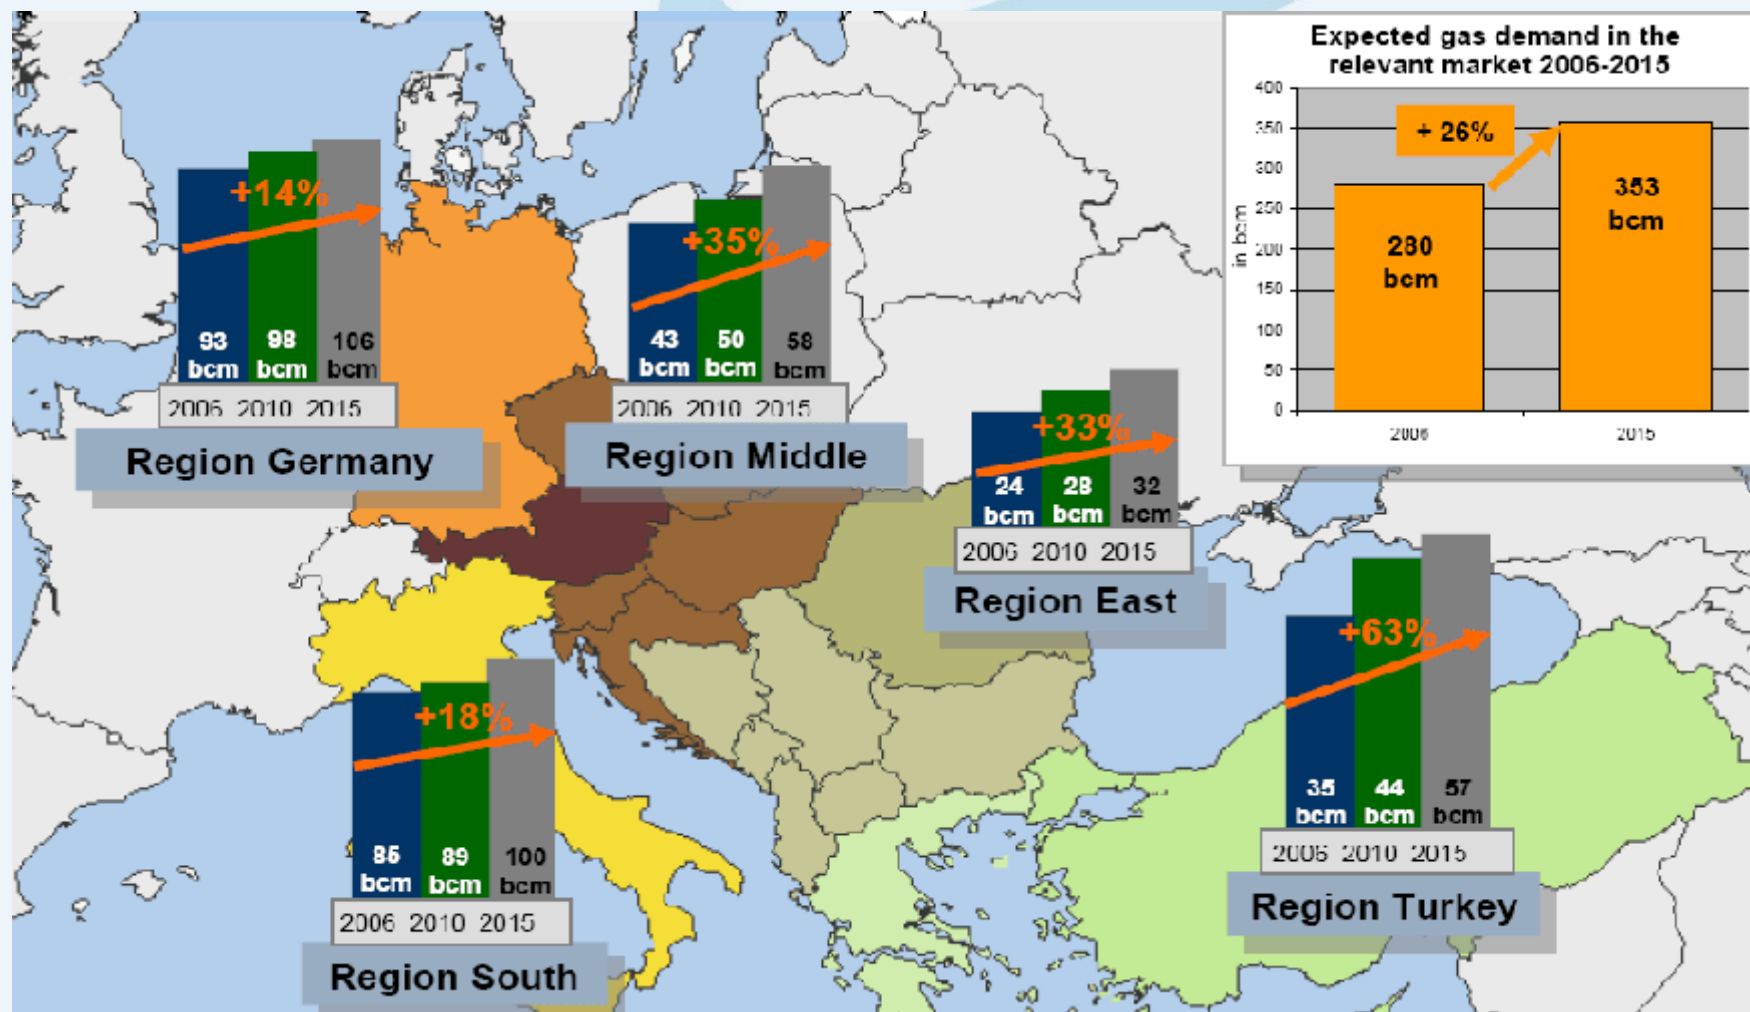 Expected gas demand in the
relevant market 2006-2015
in bcm
400
350
300
250
200
150
100
50
0
+ 26%
280
bcm
353
bcm
2006
2015
+14%
93
bcm
98
bcm
106
bcm
2006 2010 2015
Region Germany
+35%
43
bcm
50
bcm
58
bcm
2006 2010 2015
Region Middle
+33%
24
bcm
28
bcm
32
bcm
2006 2010 2015
Region East
+63%
35
bcm
44
bcm
57
bcm
2006 2010 2015
Region Turkey
+18%
85
bcm
89
bcm
100
bcm
2006 2010 2015
Region South